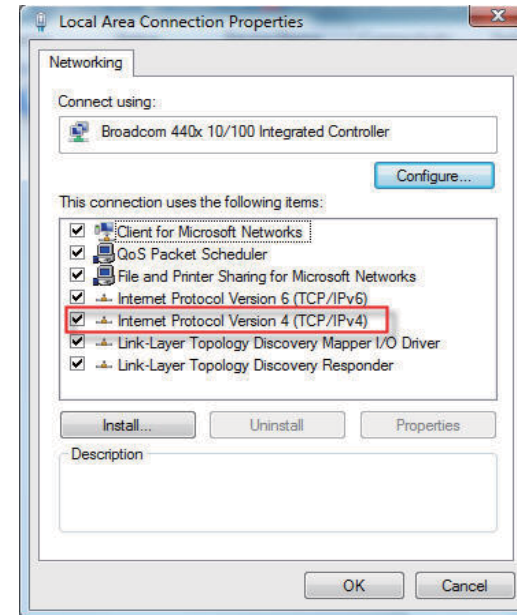 Local Area Connection Properties
Networking
Connect using:
Broadcom 440x 10/100 Integrated Controller
Configure...
This connection uses the following items:
Client for Microsoft Networks
QoS Packet Scheduler
File and Printer Sharing for Microsoft Networks
Internet Protocol Version 6 (TCP/IPv6)
Internet Protocol Version 4 (TCP/IPv4)
Link-Layer Topology Discovery Mapper I/O Driver
Link-Layer Topology Discovery Responder
Install... Uninstall Properties
Description
OK Cancel